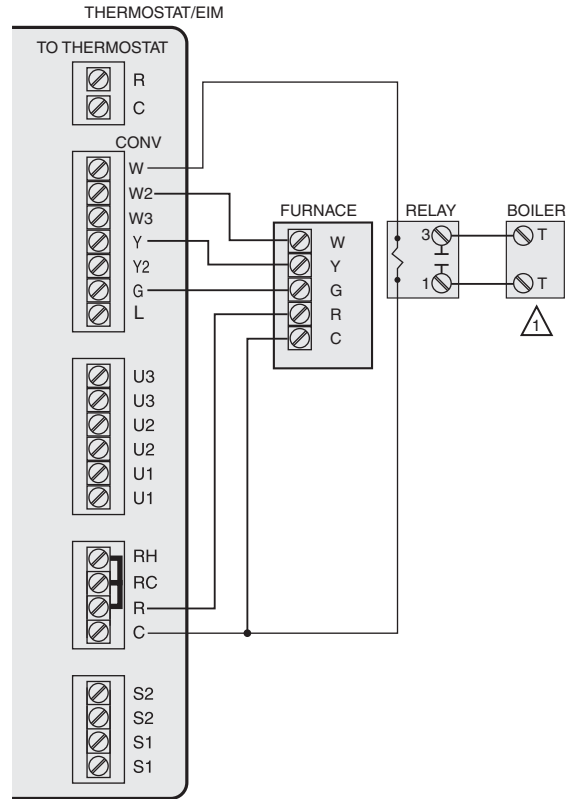 THERMOSTAT/EIM
TO THERMOSTAT
R
C
CONV
W
W2
W3
Y
Y2
G
L
U3
U3
U2
U2
U1
U1
RH
RC
R
C
S2
S2
S1
S1
FURNACE
W
Y
G
R
C
RELAY
3
1
BOILER
T
T
1